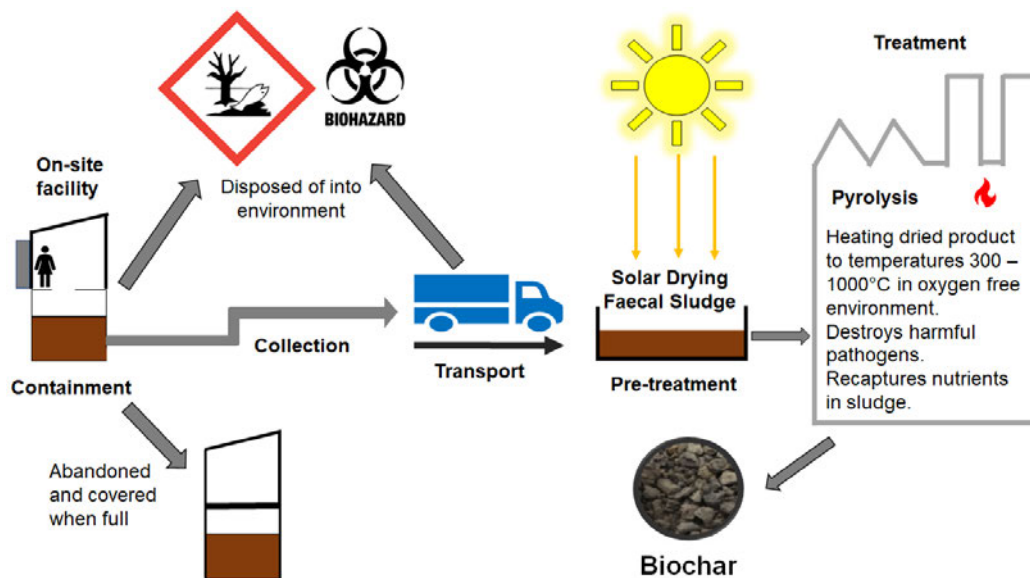 On-site
facility
BIOHAZARD
Disposed of into
environment
Containment
Collection
Transport
Abandoned
and covered
when full
Solar Drying
Faecal Sludge
Pre-treatment
Treatment
Pyrolysis
Heating dried product
to temperatures 300 –
1000°C in oxygen free
environment.
Destroys harmful
pathogens.
Recaptures nutrients
in sludge.
Biochar